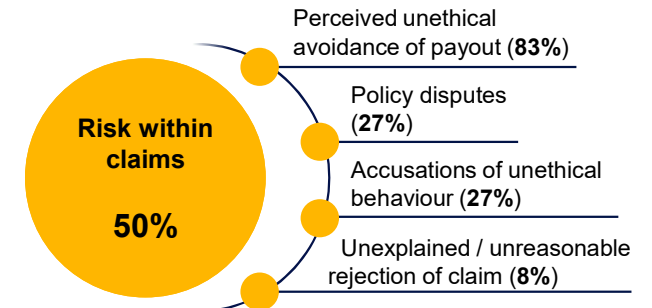 Perceived unethical
avoidance of payout (83%)
Risk within
claims
50%
Policy disputes
(27%)
Accusations of unethical
behaviour (27%)
Unexplained / unreasonable
rejection of claim (8%)